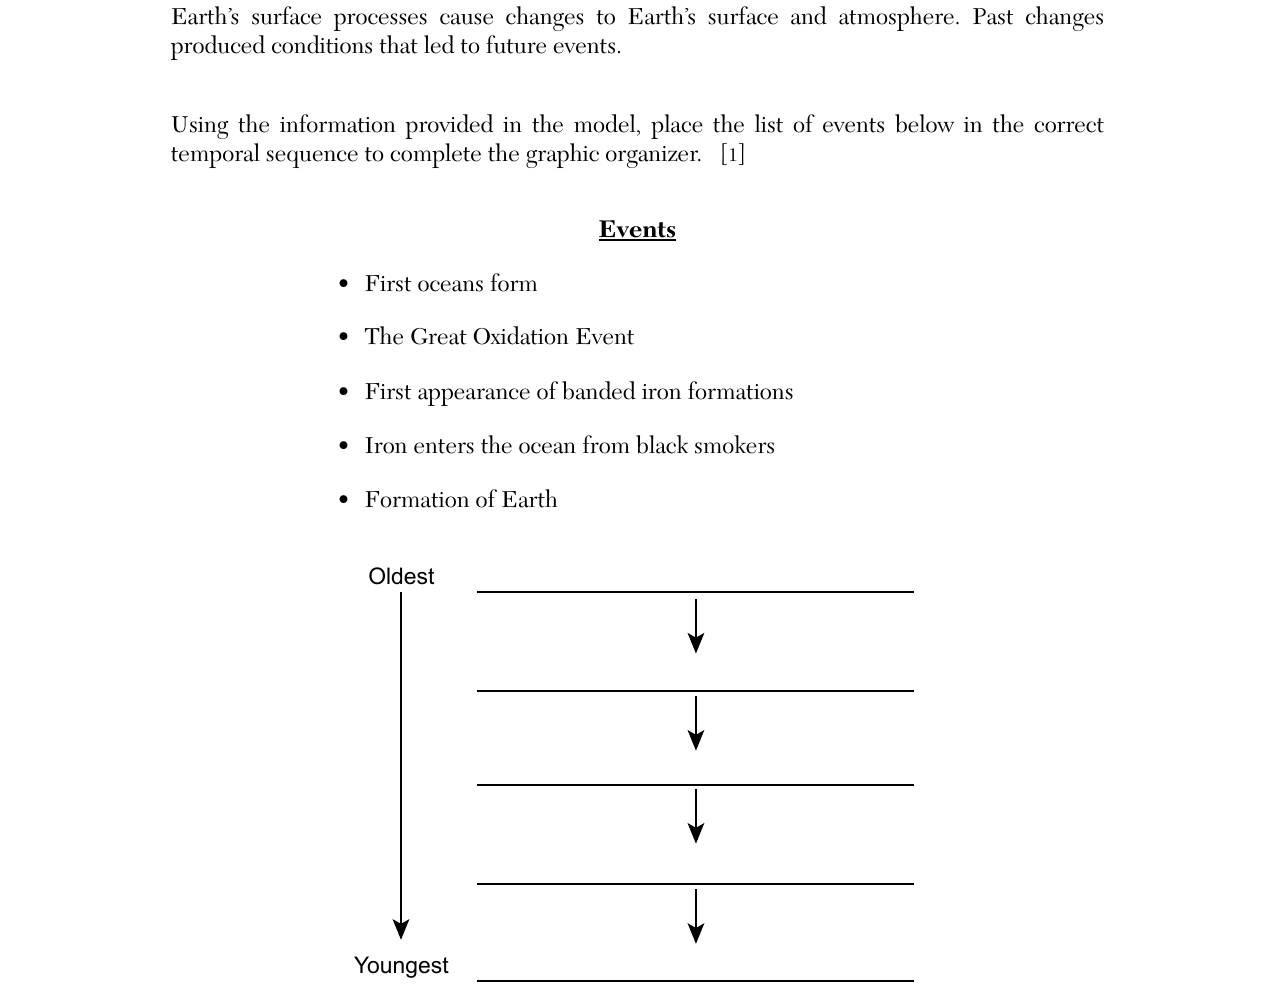 Earth’s surface processes cause changes to Earth’s surface and atmosphere. Past changes
produced conditions that led to future events.
Using the information provided in the model, place the list of events below in the correct
temporal sequence to complete the graphic organizer. [1]
Events
• First oceans form
• The Great Oxidation Event
• First appearance of banded iron formations
• Iron enters the ocean from black smokers
• Formation of Earth
Oldest
Youngest